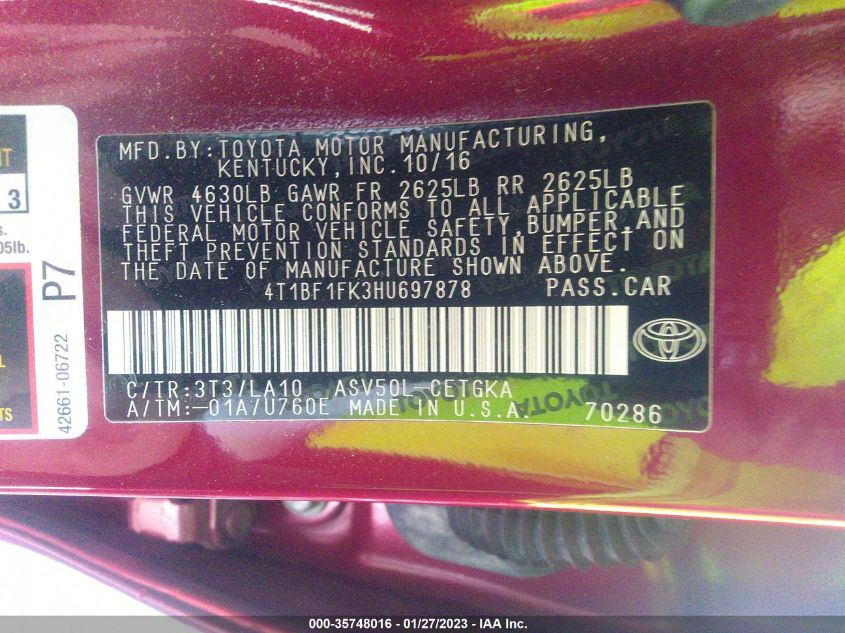 MFD.BY: TOYOTA MOTOR MANUFACTURING,
KENTUCKY, INC. 10/16
GVWR 4630LB GAWR FR 2625LB RR 2625LB
THIS VEHICLE CONFORMS TO ALL APPLICABLE
FEDERAL MOTOR VEHICLE SAFETY, BUMPER, AND
THEFT PREVENTION STANDARDS IN EFFECT ON
THE DATE OF MANUFACTURE SHOWN ABOVE.
4T1BF1FK3HU697878 PASS.CAR
C/TR:3T3/LA10 ASV50L-CETGKA
A/TM:-01A/U760E MADE IN U.S.A. 70286
3
05lb.
P7
42661-06722
TOYOTA
000-35748016 - 01/27/2023 - IAA Inc.